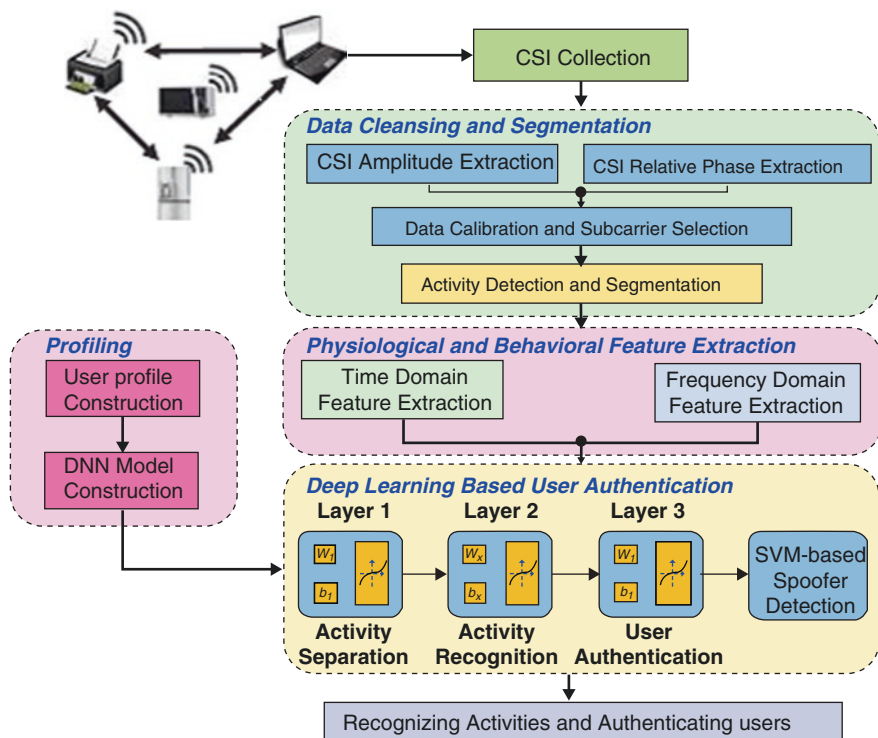 CSI Collection
Data Cleansing and Segmentation
CSI Amplitude Extraction
CSI Relative Phase Extraction
Data Calibration and Subcarrier Selection
Activity Detection and Segmentation
Profiling
User profile
Construction
DNN Model
Construction
Physiological and Behavioral Feature Extraction
Time Domain
Feature Extraction
Frequency Domain
Feature Extraction
Deep Learning Based User Authentication
Layer 1
Layer 2
Layer 3
W1
b1
Wx
bx
W1
b1
Activity
Separation
Activity
Recognition
User
Authentication
SVM-based
Spoofer
Detection
Recognizing Activities and Authenticating users